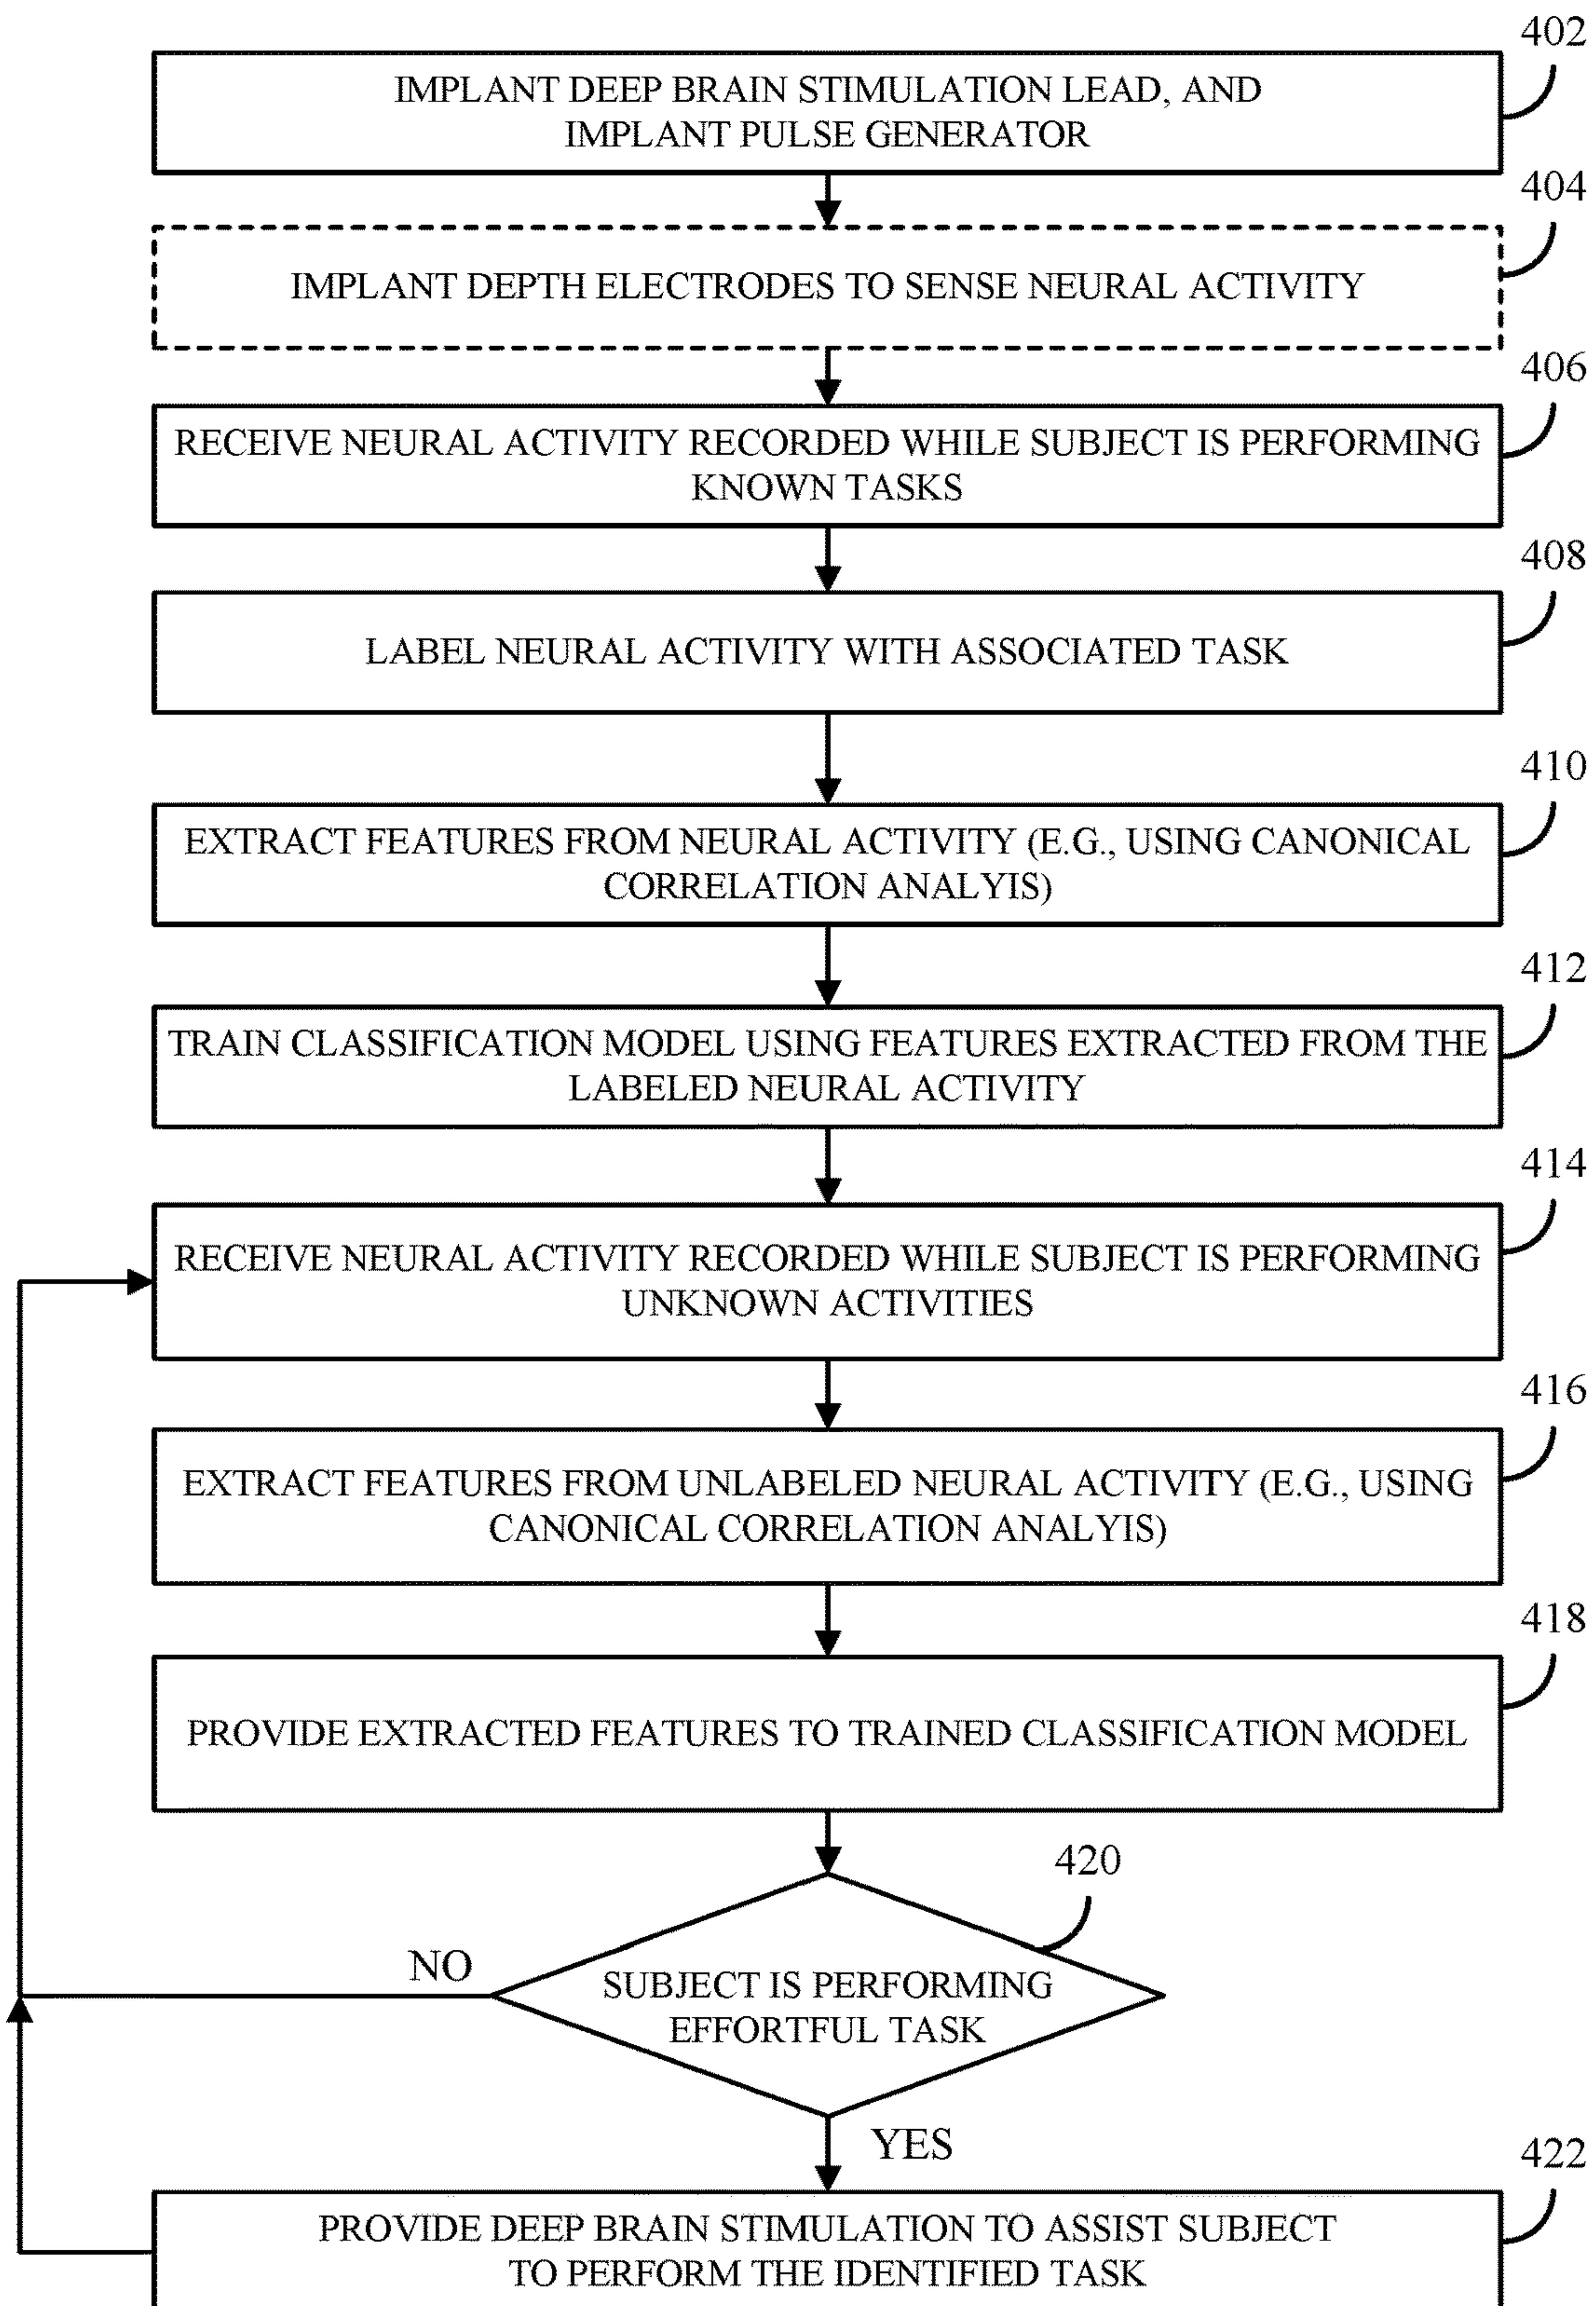 402
IMPLANT DEEP BRAIN STIMULATION LEAD, AND
IMPLANT PULSE GENERATOR
404
IMPLANT DEPTH ELECTRODES TO SENSE NEURAL ACTIVITY
406
RECEIVE NEURAL ACTIVITY RECORDED WHILE SUBJECT IS PERFORMING
KNOWN TASKS
408
LABEL NEURAL ACTIVITY WITH ASSOCIATED TASK
410
EXTRACT FEATURES FROM NEURAL ACTIVITY (E.G., USING CANONICAL
CORRELATION ANALYIS)
412
TRAIN CLASSIFICATION MODEL USING FEATURES EXTRACTED FROM THE
LABELED NEURAL ACTIVITY
414
RECEIVE NEURAL ACTIVITY RECORDED WHILE SUBJECT IS PERFORMING
UNKNOWN ACTIVITIES
416
EXTRACT FEATURES FROM UNLABELED NEURAL ACTIVITY (E.G., USING
CANONICAL CORRELATION ANALYIS)
418
PROVIDE EXTRACTED FEATURES TO TRAINED CLASSIFICATION MODEL
420
NO
SUBJECT IS PERFORMING
EFFORTFUL TASK
YES
422
PROVIDE DEEP BRAIN STIMULATION TO ASSIST SUBJECT
TO PERFORM THE IDENTIFIED TASK